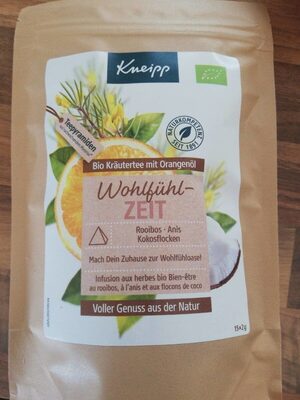 Kneipp
NATURKOMPETENZ
SEIT 1891
Teepyramiden
Bio Kräutertee mit Orangenöl
Wohlfühl-
ZEIT
Rooibos · Anis
Kokosflocken
Mach Dein Zuhause zur Wohlfühloase!
Infusion aux herbes bio Bien-être
au rooibos, à l'anis et aux flocons de coco
Voller Genuss aus der Natur
15x2g